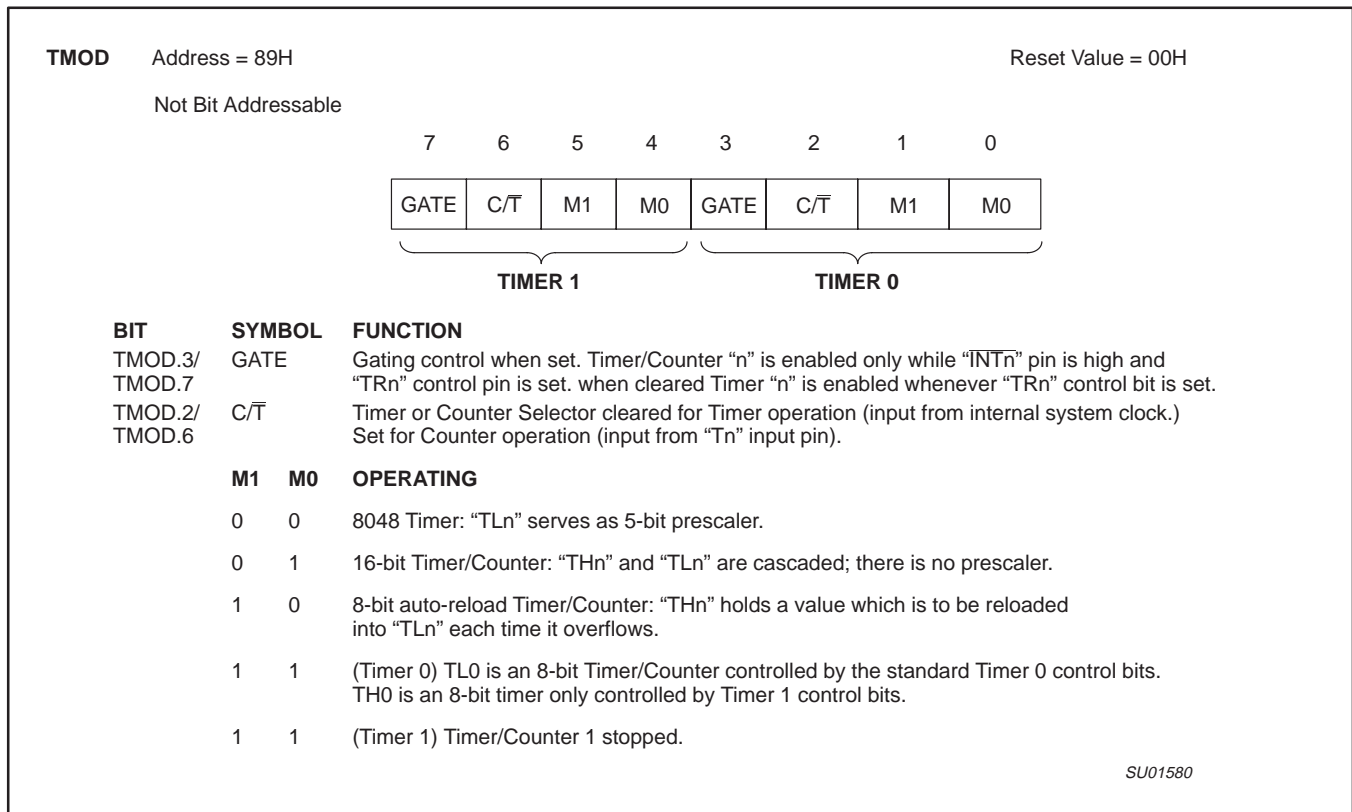 TMOD Address = 89H Reset Value = 00H
Not Bit Addressable
7 6 5 4 3 2 1 0
GATE C/T̅ M1 M0 GATE C/T̅ M1 M0
TIMER 1 TIMER 0
BIT SYMBOL FUNCTION
TMOD.3/ GATE Gating control when set. Timer/Counter “n” is enabled only while “I̅N̅T̅n̅” pin is high and
TMOD.7 “TRn” control pin is set. when cleared Timer “n” is enabled whenever “TRn” control bit is set.
TMOD.2/ C/T̅ Timer or Counter Selector cleared for Timer operation (input from internal system clock.)
TMOD.6 Set for Counter operation (input from “Tn” input pin).
M1 M0 OPERATING
0 0 8048 Timer: “TLn” serves as 5-bit prescaler.
0 1 16-bit Timer/Counter: “THn” and “TLn” are cascaded; there is no prescaler.
1 0 8-bit auto-reload Timer/Counter: “THn” holds a value which is to be reloaded
into “TLn” each time it overflows.
1 1 (Timer 0) TL0 is an 8-bit Timer/Counter controlled by the standard Timer 0 control bits.
TH0 is an 8-bit timer only controlled by Timer 1 control bits.
1 1 (Timer 1) Timer/Counter 1 stopped.
SU01580